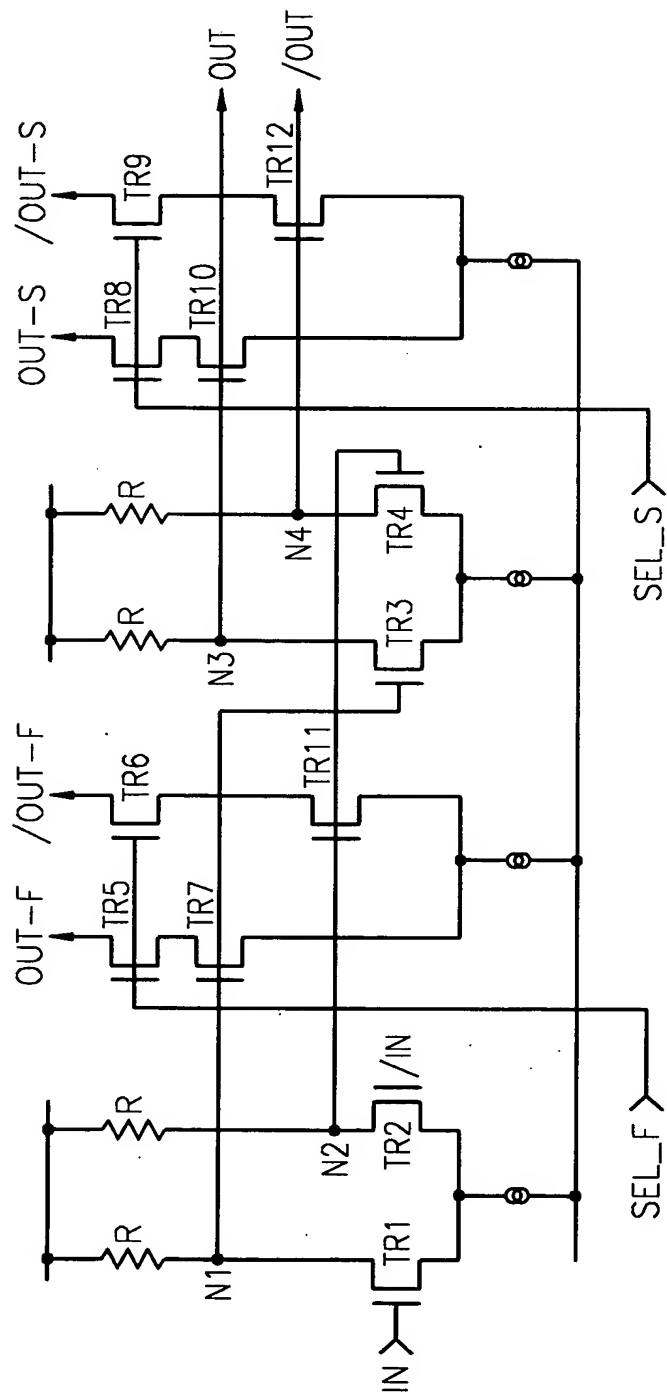 OUT-F
/OUT-F
OUT-S
/OUT-S
R
R
TR5
TR6
R
R
TR8
TR9
TR7
TR10
OUT
N1
N3
TR11
TR12
/OUT
N2
N4
/IN
TR1
TR2
TR3
TR4
IN
SEL_F
SEL_S